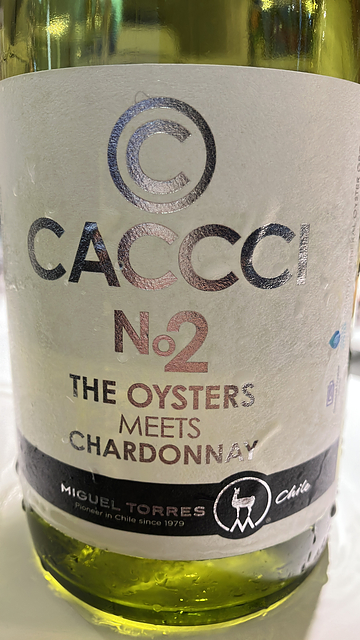 ©
CACCCI
No2
THE OYSTERS
MEETS
CHARDONNAY
MIGUEL TORRES Chile
Pioneer in Chile since 1979